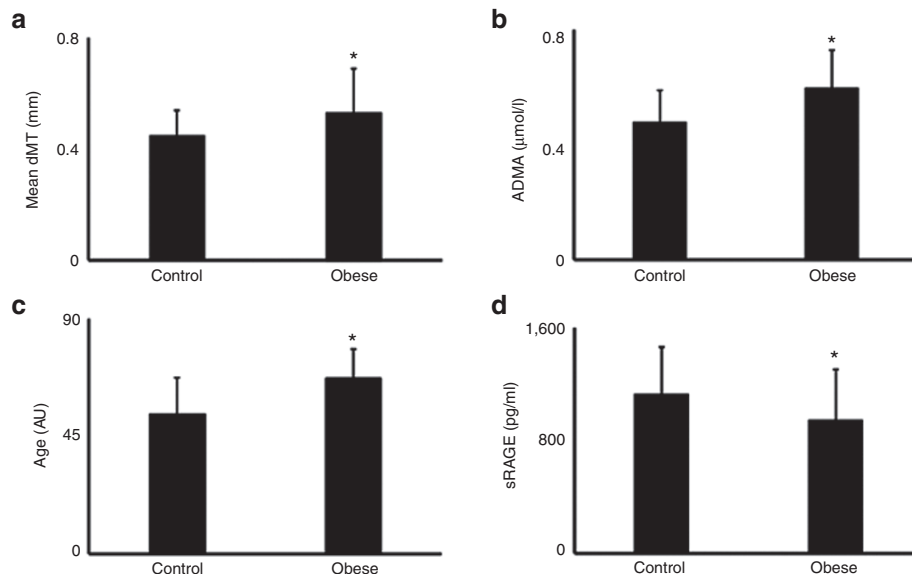 a
0.8
0.4
0
Mean dMT (mm)
*
Control Obese
b
0.8
0.4
0
ADMA (μmol/l)
*
Control Obese
c
90
45
0
Age (AU)
*
Control Obese
d
1,600
800
0
sRAGE (pg/ml)
*
Control Obese